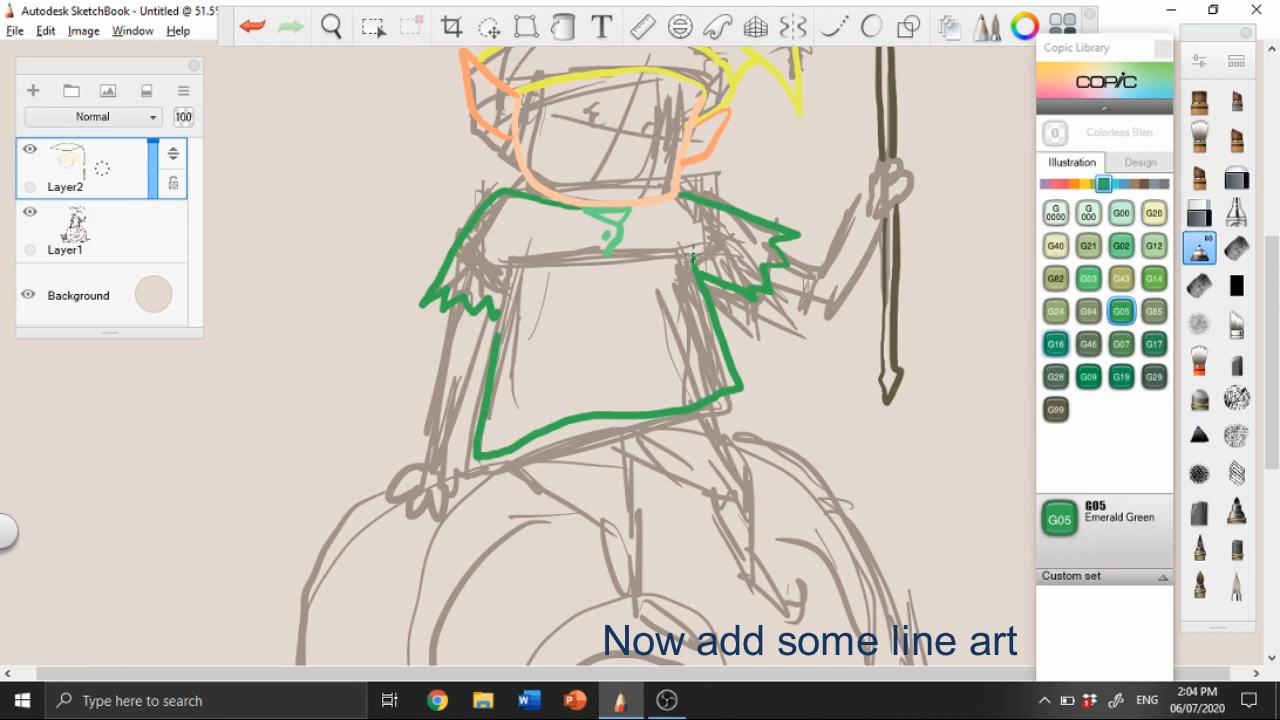 Autodesk SketchBook - Untitled @ 51.5%
File Edit Image Window Help
T
Normal
100
Layer2
Layer1
Background
Copic Library
COPIC
0 Colorless Blen...
Illustration Design
G0000 G000 G00 G20
G40 G21 G02 G12
G82 G03 G43 G14
G24 G94 G05 G85
G16 G46 G07 G17
G28 G09 G19 G29
G99
G05 G05
Emerald Green
Custom set
Now add some line art
Type here to search
ENG
2:04 PM
06/07/2020